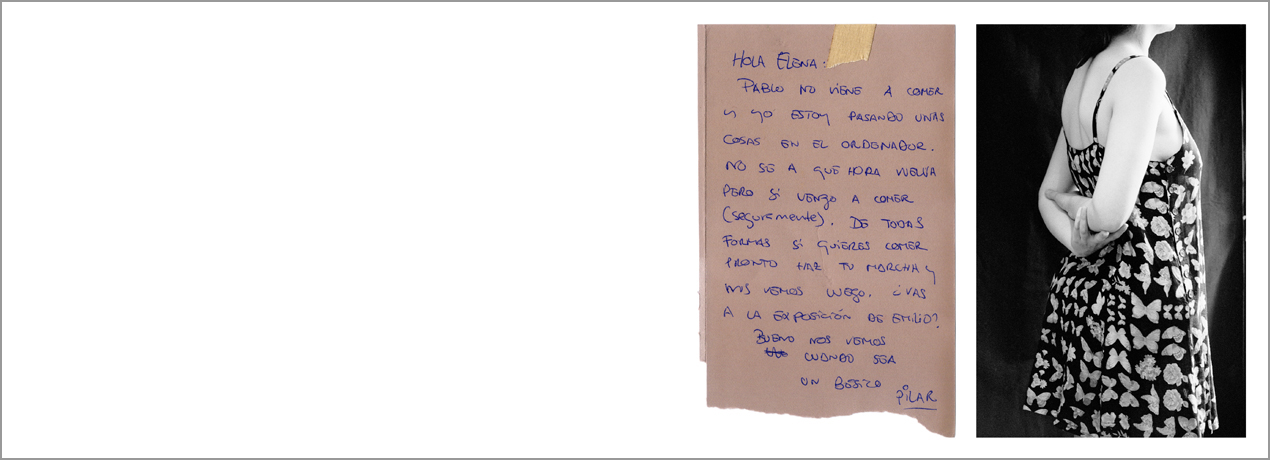 HOLA ELENA:
PABLO NO VIENE A COMER
Y YO ESTOY PASANDO UNAS
COSAS EN EL ORDENADOR.
NO SE A QUE HORA VUELVA
PERO SI VENGO A COMER
(seguramente). DE TODAS
FORMAS SI QUIERES COMER
PRONTO HAZ TU MARCHA Y
NOS VEMOS LUEGO. ¿VAS
A LA EXPOSICIÓN DE EMILIO?
BUENO NOS VEMOS
CUANDO SEA
UN BESICO
PILAR